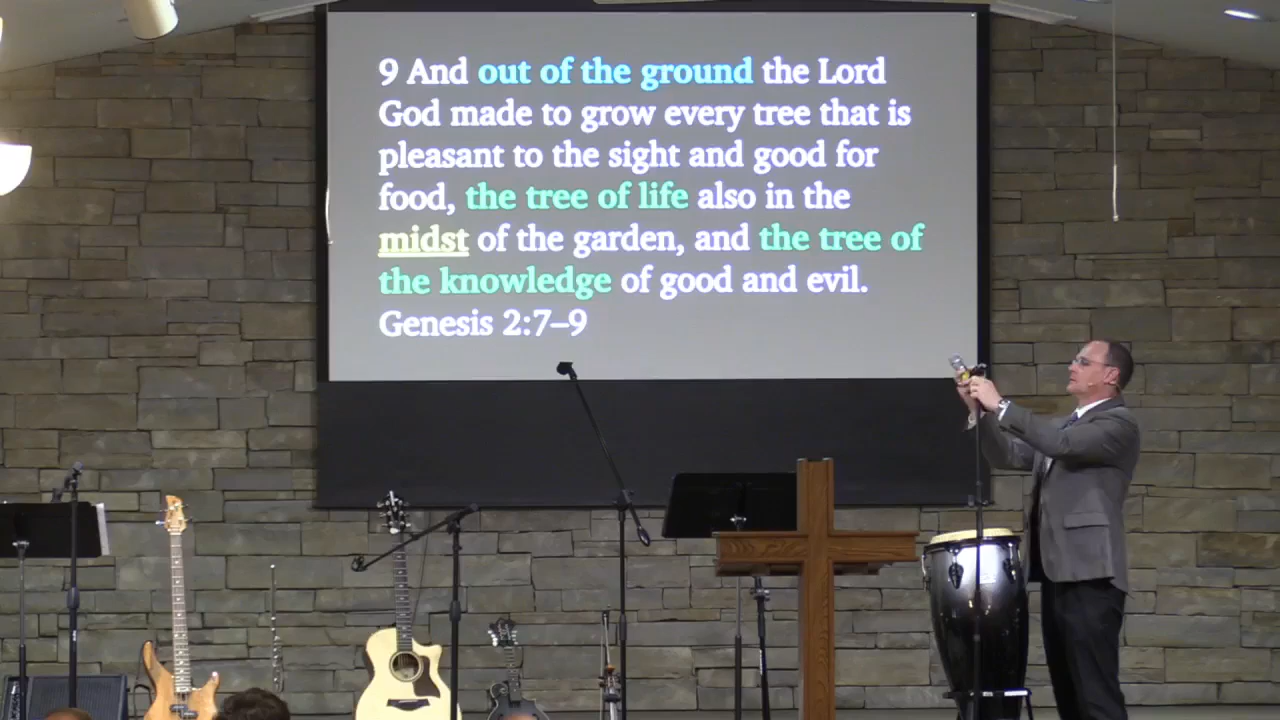 9 And out of the ground the Lord
God made to grow every tree that is
pleasant to the sight and good for
food, the tree of life also in the
midst of the garden, and the tree of
the knowledge of good and evil.
Genesis 2:7–9